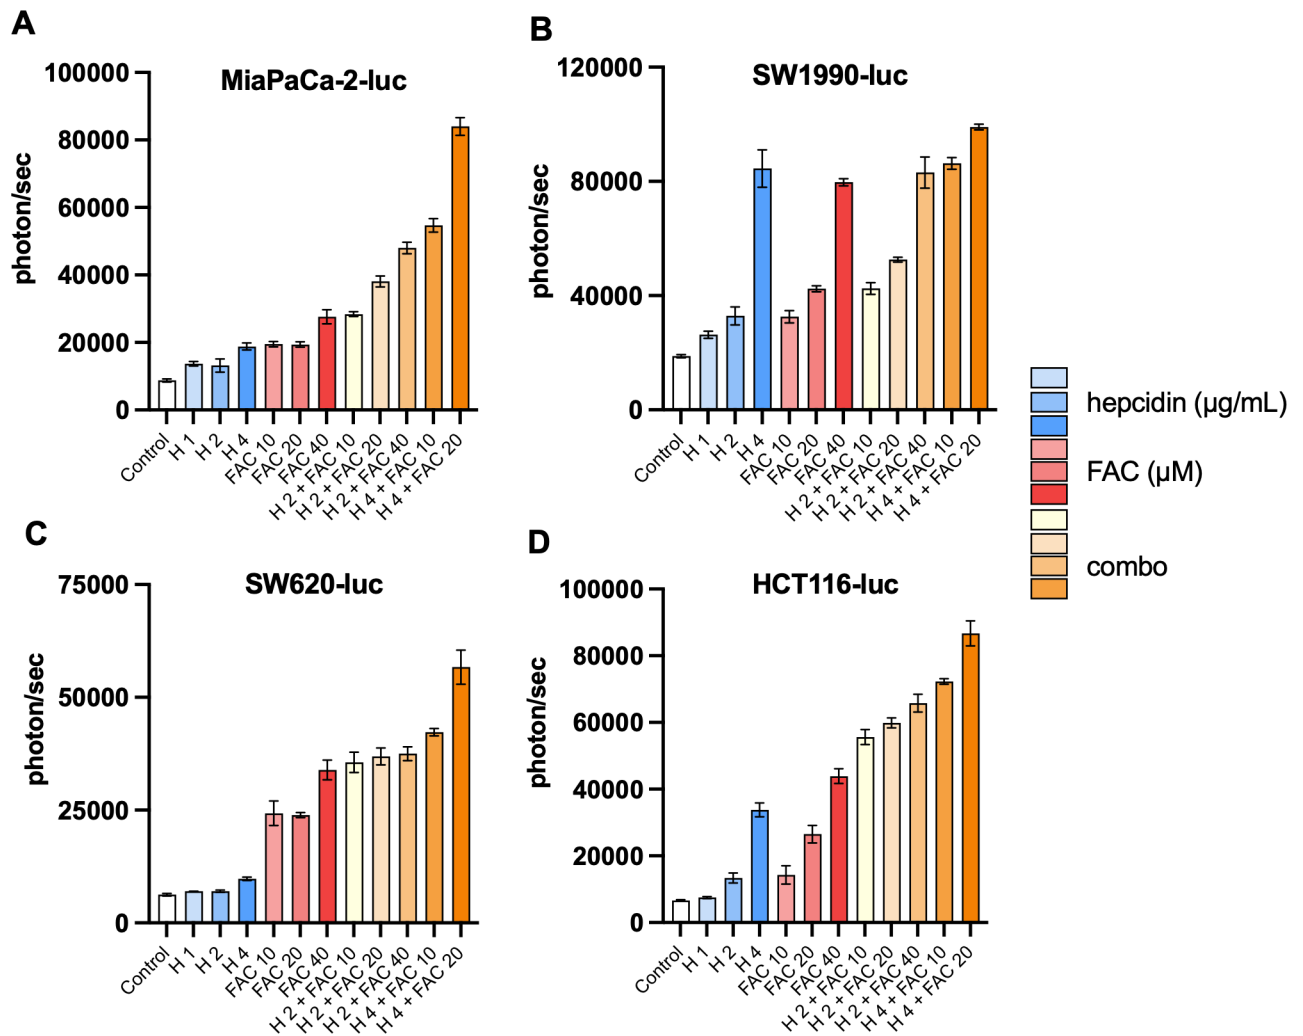 A
MiaPaCa-2-luc
photon/sec
100000
80000
60000
40000
20000
0
Control
H 1
H 2
H 4
FAC 10
FAC 20
FAC 40
H 2 + FAC 10
H 2 + FAC 20
H 2 + FAC 40
H 4 + FAC 10
H 4 + FAC 20
B
SW1990-luc
photon/sec
120000
80000
40000
0
Control
H 1
H 2
H 4
FAC 10
FAC 20
FAC 40
H 2 + FAC 10
H 2 + FAC 20
H 2 + FAC 40
H 4 + FAC 10
H 4 + FAC 20
hepcidin (µg/mL)
FAC (µM)
combo
C
SW620-luc
photon/sec
75000
50000
25000
0
Control
H 1
H 2
H 4
FAC 10
FAC 20
FAC 40
H 2 + FAC 10
H 2 + FAC 20
H 2 + FAC 40
H 4 + FAC 10
H 4 + FAC 20
D
HCT116-luc
photon/sec
100000
80000
60000
40000
20000
0
Control
H 1
H 2
H 4
FAC 10
FAC 20
FAC 40
H 2 + FAC 10
H 2 + FAC 20
H 2 + FAC 40
H 4 + FAC 10
H 4 + FAC 20